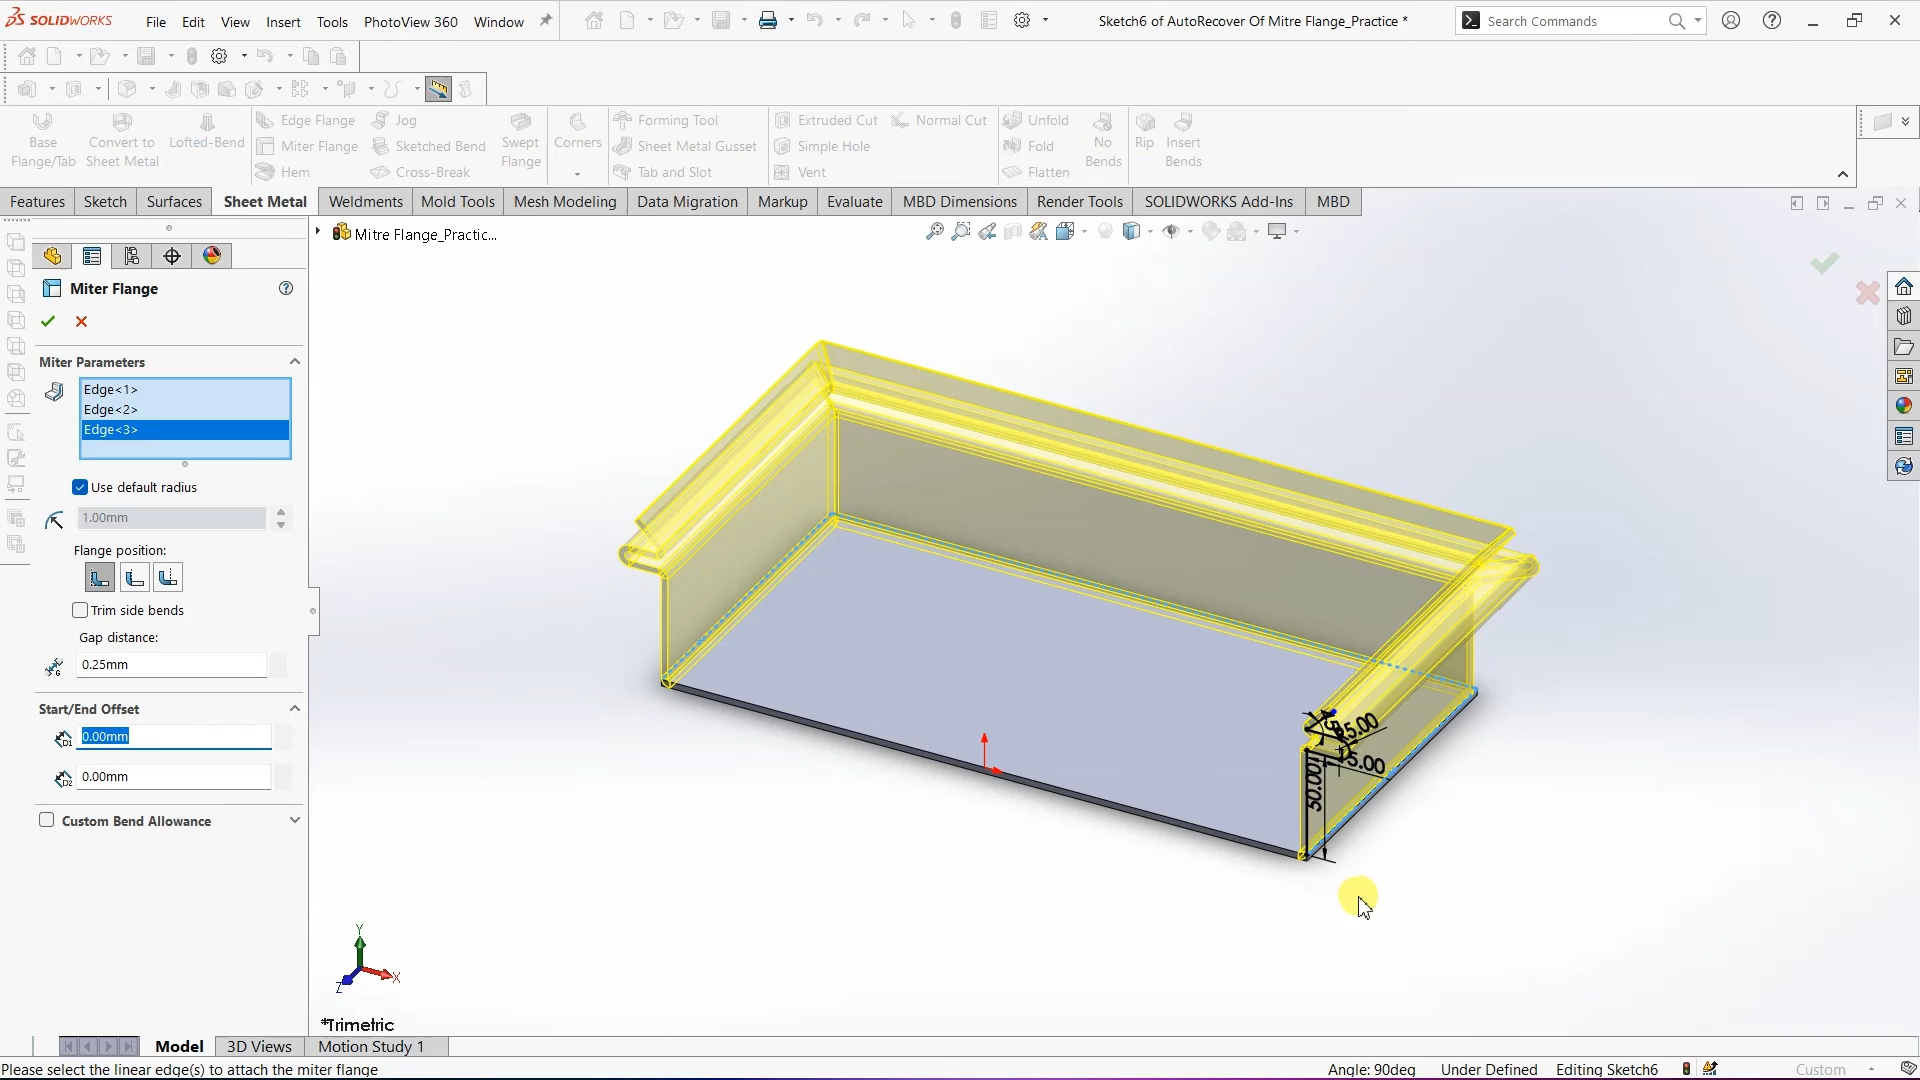 SOLIDWORKS File Edit View Insert Tools PhotoView 360 Window Sketch6 of AutoRecover Of Mitre Flange_Practice * Search Commands
Base Flange/Tab
Convert to Sheet Metal
Lofted-Bend
Edge Flange
Miter Flange
Hem
Jog
Sketched Bend
Cross-Break
Swept Flange
Corners
Forming Tool
Sheet Metal Gusset
Tab and Slot
Extruded Cut
Simple Hole
Vent
Normal Cut
Unfold
Fold
Flatten
No Bends
Rip
Insert Bends
Features Sketch Surfaces Sheet Metal Weldments Mold Tools Mesh Modeling Data Migration Markup Evaluate MBD Dimensions Render Tools SOLIDWORKS Add-Ins MBD
Mitre Flange_Practic...
Miter Flange
Miter Parameters
Edge<1>
Edge<2>
Edge<3>
Use default radius
1.00mm
Flange position:
Trim side bends
Gap distance:
0.25mm
Start/End Offset
D1 0.00mm
D2 0.00mm
Custom Bend Allowance
5.00
5.00
50.00
Y
X
Z
*Trimetric
Model 3D Views Motion Study 1
Please select the linear edge(s) to attach the miter flange Angle: 90deg Under Defined Editing Sketch6 Custom